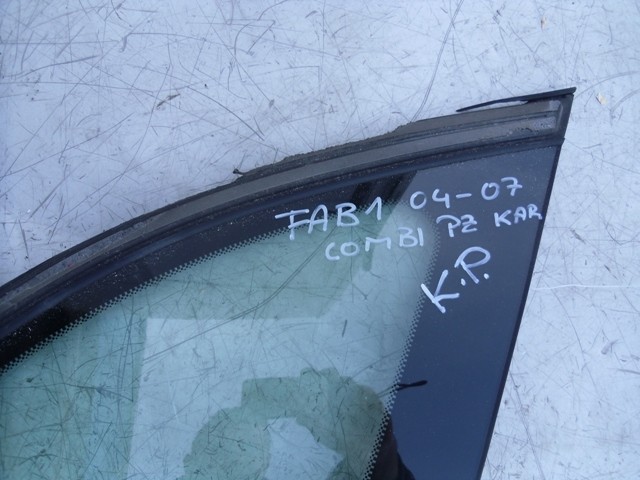 FAB1 04-07
COMBI PZ KAR
K.P.